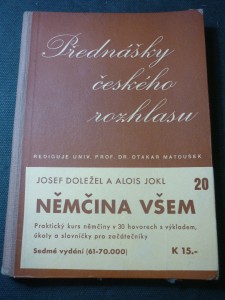 Přednášky
českého
rozhlasu
REDIGUJE UNIV. PROF. DR. OTAKAR MATOUŠEK
JOSEF DOLEŽEL A ALOIS JOKL 20
NĚMČINA VŠEM
Praktický kurs němčiny v 30 hovorech s výkladem,
úkoly a slovníčky pro začátečníky
Sedmé vydání (61-70.000) K 15.-